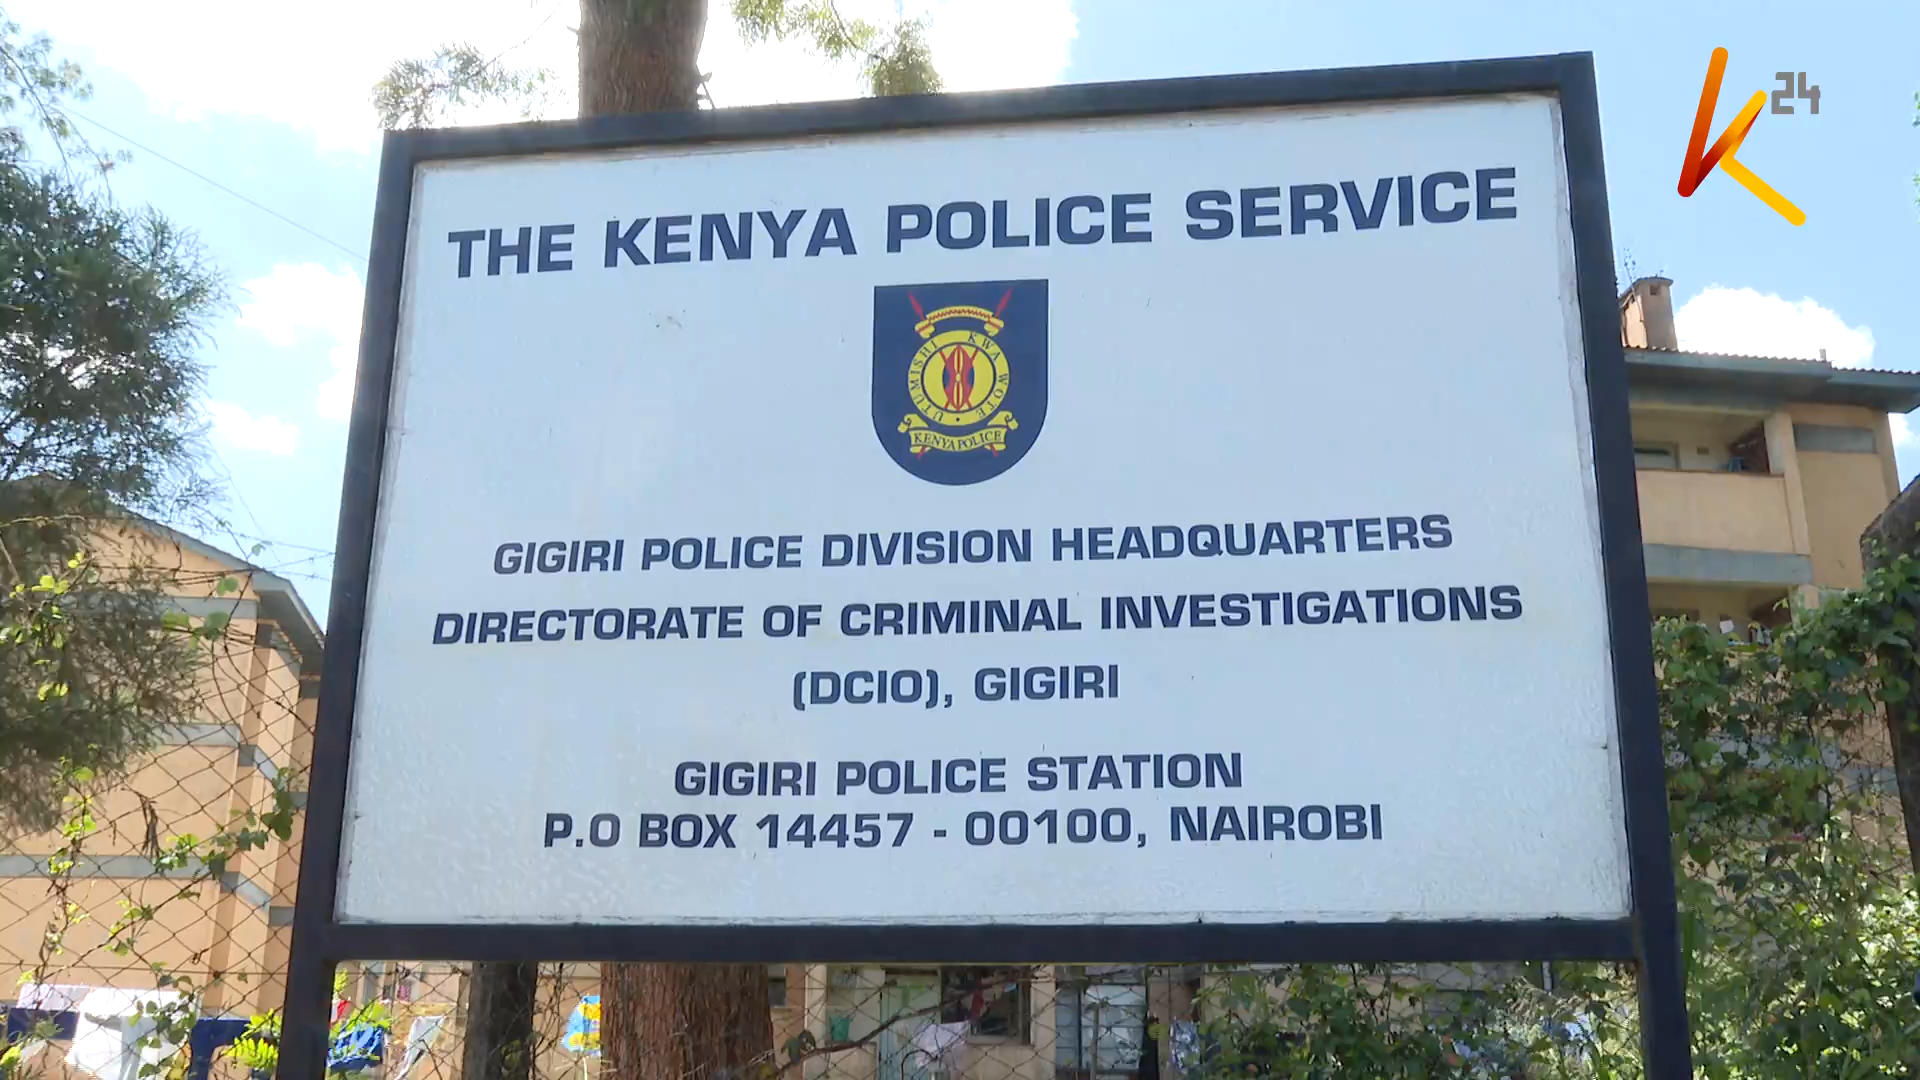 24
THE KENYA POLICE SERVICE
UTUMISHI KWA WOTE
KENYA POLICE
GIGIRI POLICE DIVISION HEADQUARTERS
DIRECTORATE OF CRIMINAL INVESTIGATIONS
(DCIO), GIGIRI
GIGIRI POLICE STATION
P.O BOX 14457 - 00100, NAIROBI